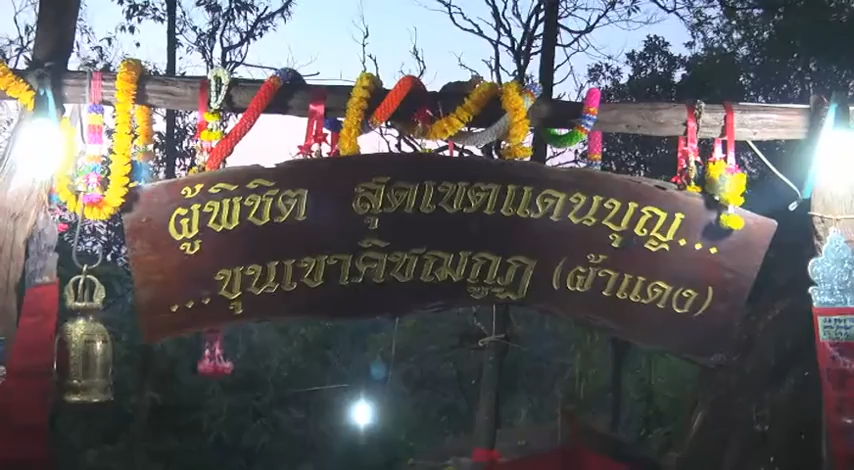 ผู้พิชิต สุดเขตแดนบุญ...
...ขุนเขาคิชฌกูฏ (ผ้าแดง)